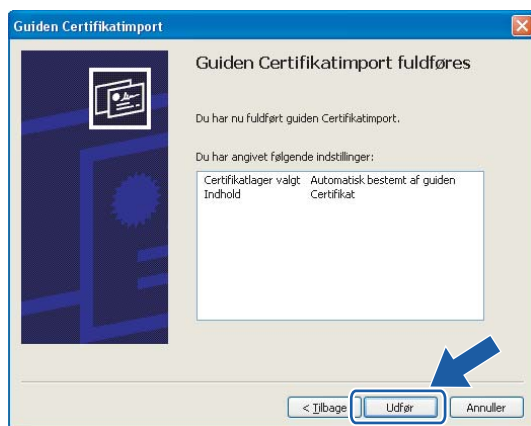 Guiden Certifikatimport
Guiden Certifikatimport fuldføres
Du har nu fuldført guiden Certifikatimport.
Du har angivet følgende indstillinger:
Certifikatlager valgt Automatisk bestemt af guiden
Indhold Certifikat
< Tilbage Udfør Annuller